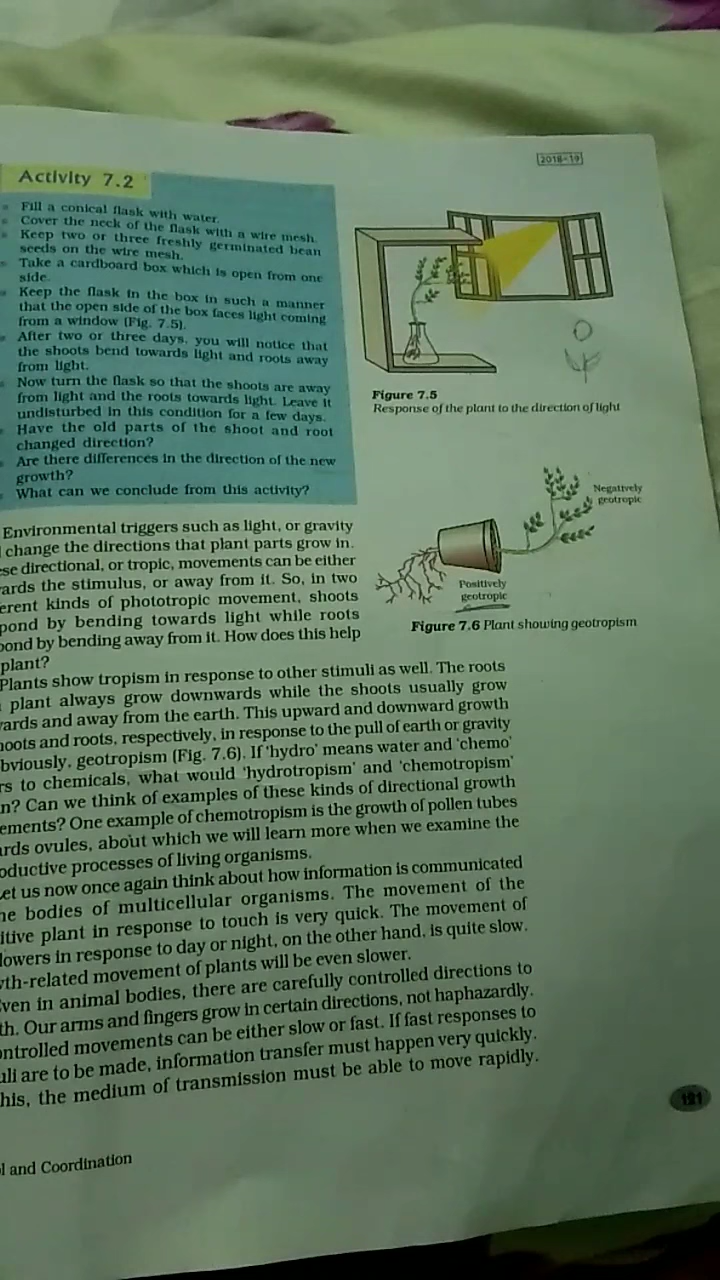 2018-19
Activity 7.2
Fill a conical flask with water.
Cover the neck of the flask with a wire mesh.
Keep two or three freshly germinated bean
seeds on the wire mesh.
Take a cardboard box which is open from one
side.
Keep the flask in the box in such a manner
that the open side of the box faces light coming
from a window (Fig. 7.5).
After two or three days, you will notice that
the shoots bend towards light and roots away
from light.
Now turn the flask so that the shoots are away
from light and the roots towards light. Leave it
undisturbed in this condition for a few days.
Have the old parts of the shoot and root
changed direction?
Are there differences in the direction of the new
growth?
What can we conclude from this activity?
Figure 7.5
Response of the plant to the direction of light
Negatively
geotropic
Positively
geotropic
Figure 7.6 Plant showing geotropism
Environmental triggers such as light, or gravity
change the directions that plant parts grow in.
se directional, or tropic, movements can be either
ards the stimulus, or away from it. So, in two
erent kinds of phototropic movement, shoots
pond by bending towards light while roots
pond by bending away from it. How does this help
plant?
Plants show tropism in response to other stimuli as well. The roots
plant always grow downwards while the shoots usually grow
ards and away from the earth. This upward and downward growth
hoots and roots, respectively, in response to the pull of earth or gravity
bviously, geotropism (Fig. 7.6). If 'hydro' means water and 'chemo'
rs to chemicals, what would 'hydrotropism' and 'chemotropism'
n? Can we think of examples of these kinds of directional growth
ements? One example of chemotropism is the growth of pollen tubes
ards ovules, about which we will learn more when we examine the
oductive processes of living organisms.
et us now once again think about how information is communicated
he bodies of multicellular organisms. The movement of the
itive plant in response to touch is very quick. The movement of
lowers in response to day or night, on the other hand, is quite slow.
th-related movement of plants will be even slower.
ven in animal bodies, there are carefully controlled directions to
th. Our arms and fingers grow in certain directions, not haphazardly.
ontrolled movements can be either slow or fast. If fast responses to
uli are to be made, information transfer must happen very quickly.
his, the medium of transmission must be able to move rapidly.
l and Coordination
121